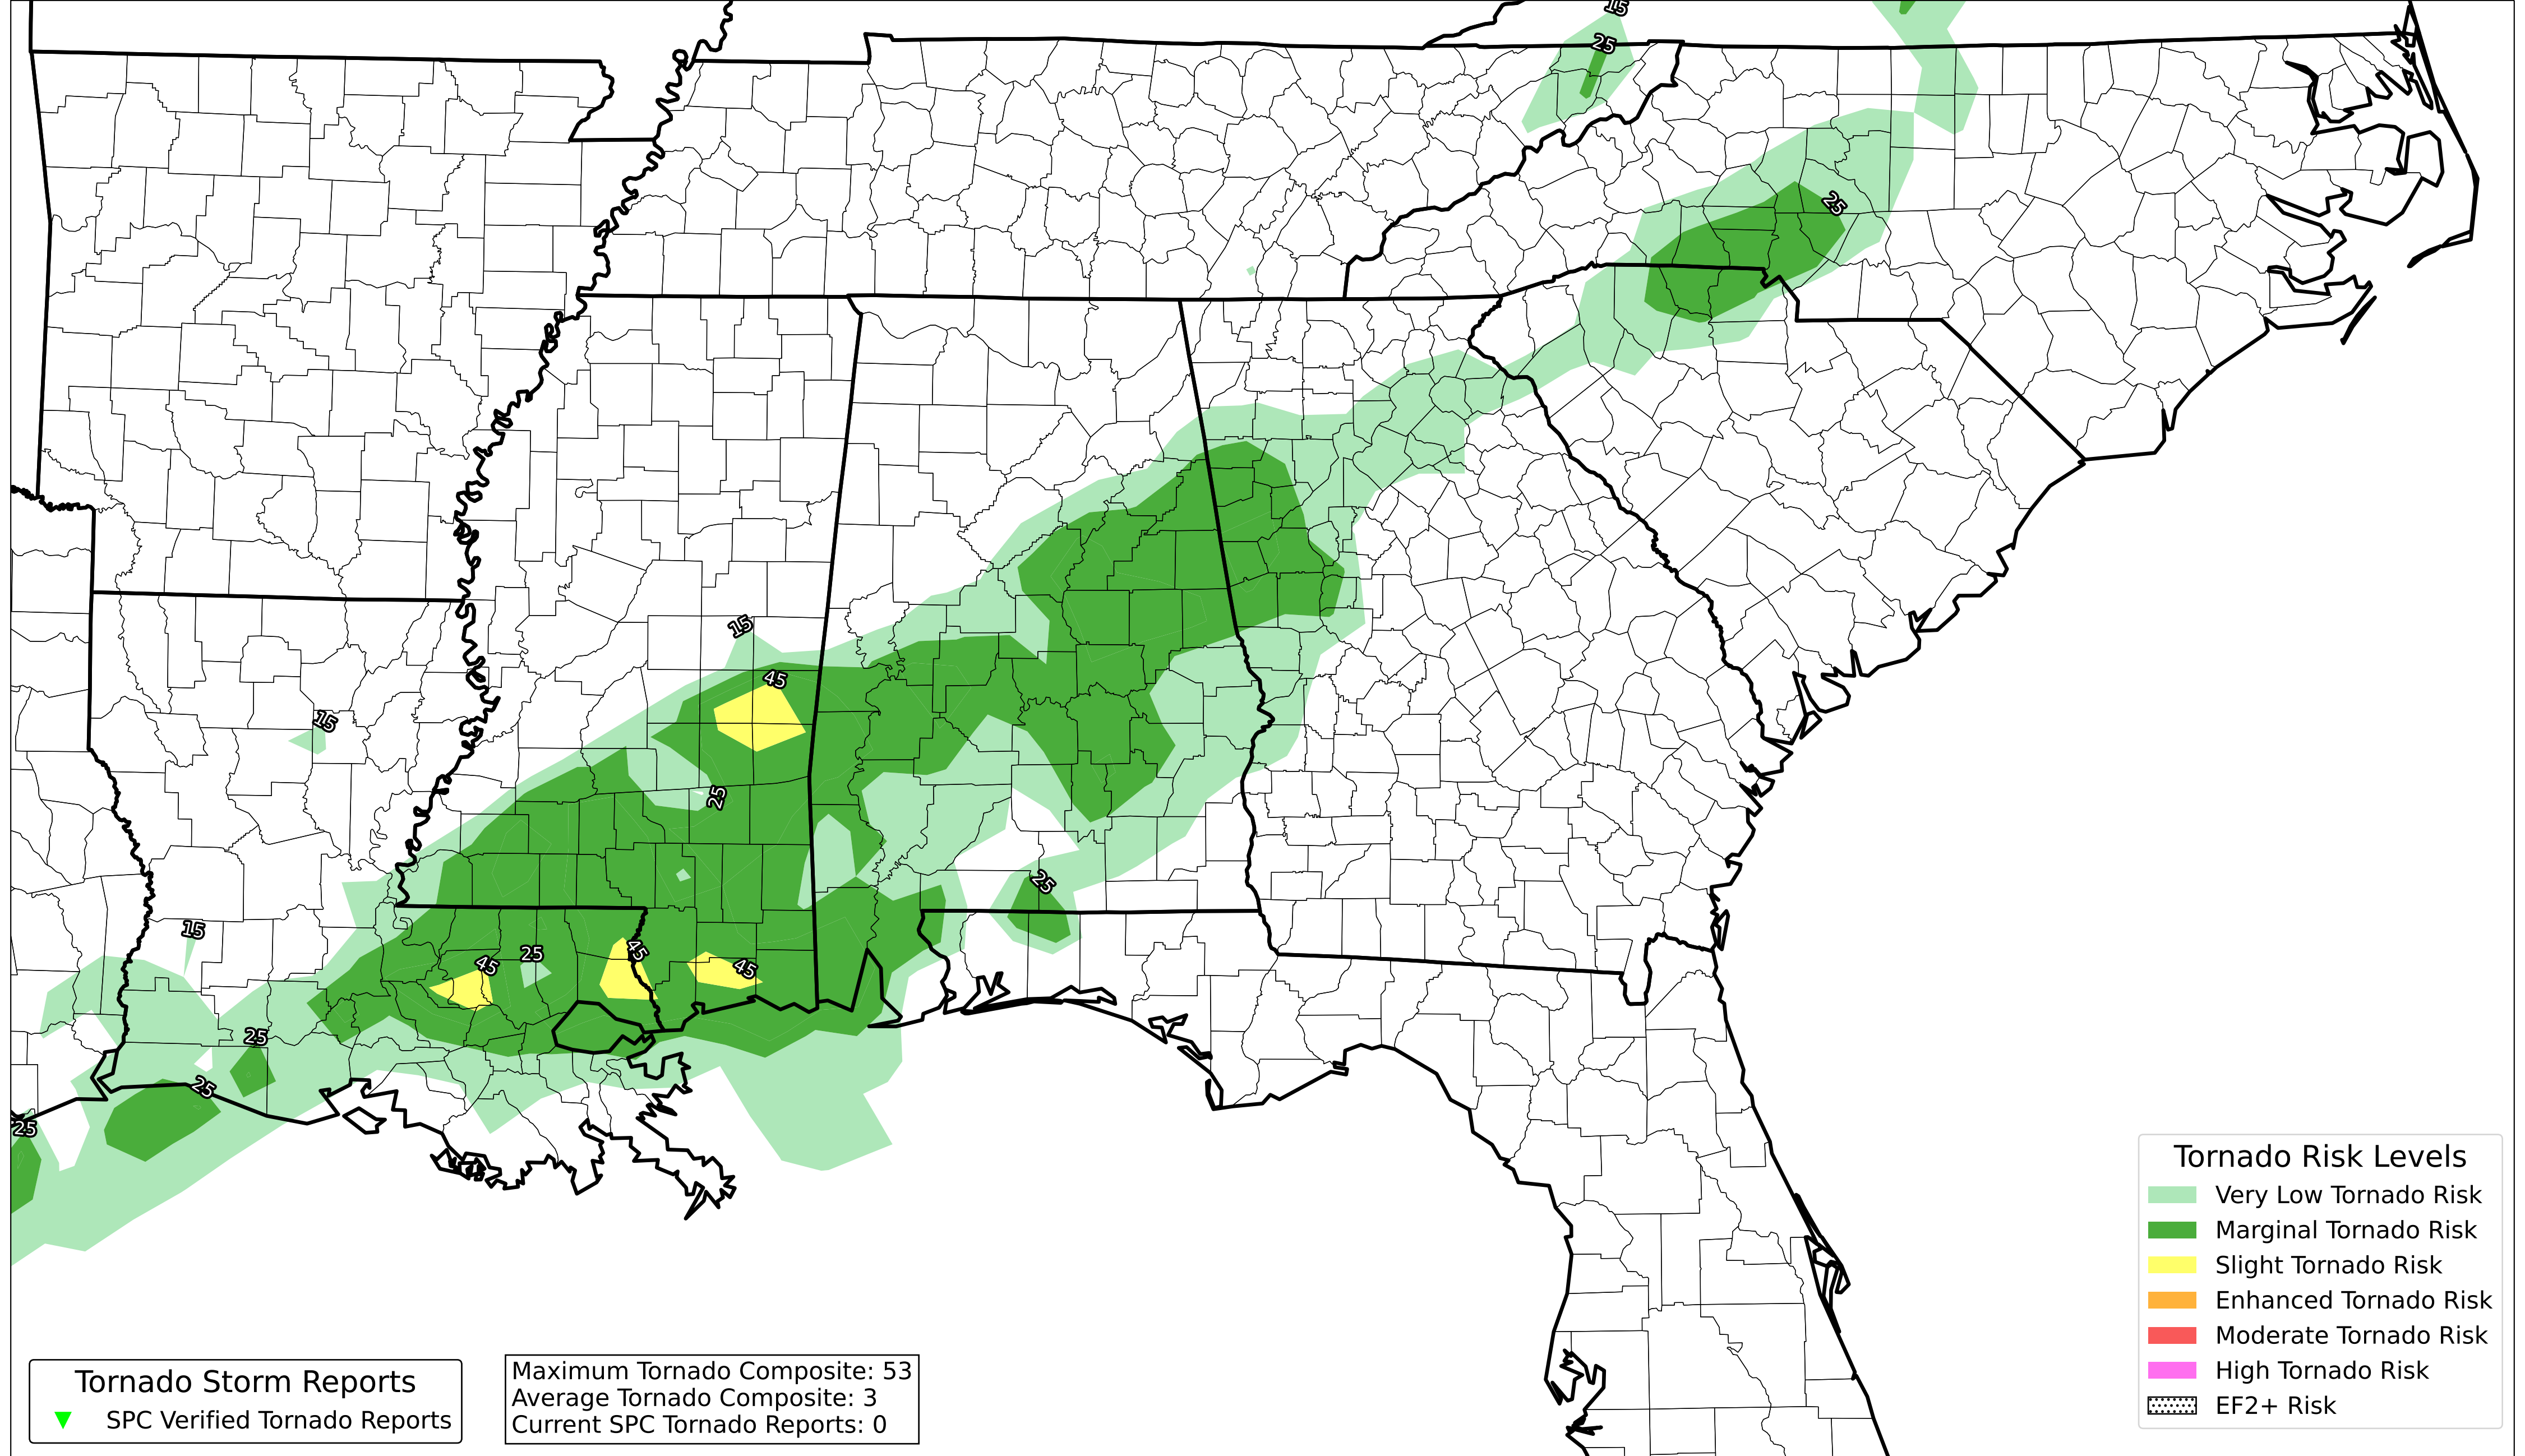 15
25
25
15
45
15
25
25
15
25
45
45
45
25
25
25
Tornado Risk Levels
Very Low Tornado Risk
Marginal Tornado Risk
Slight Tornado Risk
Enhanced Tornado Risk
Moderate Tornado Risk
High Tornado Risk
EF2+ Risk
Tornado Storm Reports
SPC Verified Tornado Reports
Maximum Tornado Composite: 53
Average Tornado Composite: 3
Current SPC Tornado Reports: 0